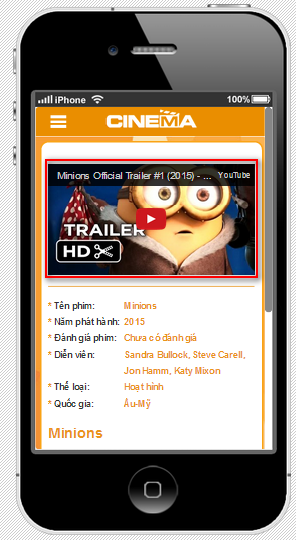 iPhone 100%
CINEMA
Minions Official Trailer #1 (2015) - ... YouTube
TRAILER
HD
* Tên phim: Minions
* Năm phát hành: 2015
* Đánh giá phim: Chưa có đánh giá
* Diễn viên: Sandra Bullock, Steve Carell,
Jon Hamm, Katy Mixon
* Thể loại: Hoạt hình
* Quốc gia: Âu-Mỹ
Minions